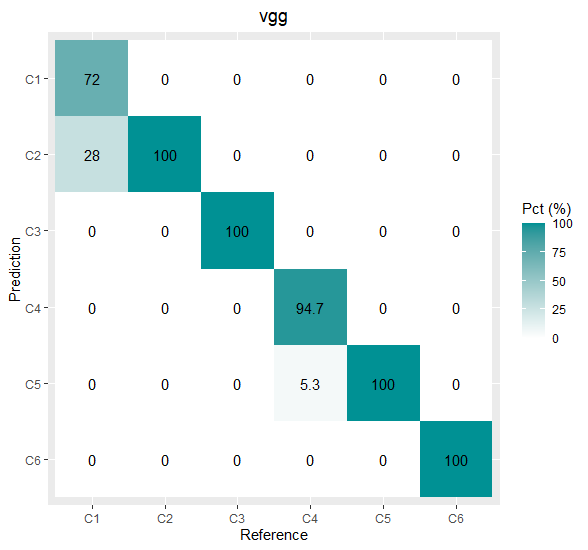 vgg
C1 72 0 0 0 0 0
C2 28 100 0 0 0 0
C3 0 0 100 0 0 0
C4 0 0 0 94.7 0 0
C5 0 0 0 5.3 100 0
C6 0 0 0 0 0 100
C1 C2 C3 C4 C5 C6
Reference
Prediction
Pct (%)
100
75
50
25
0